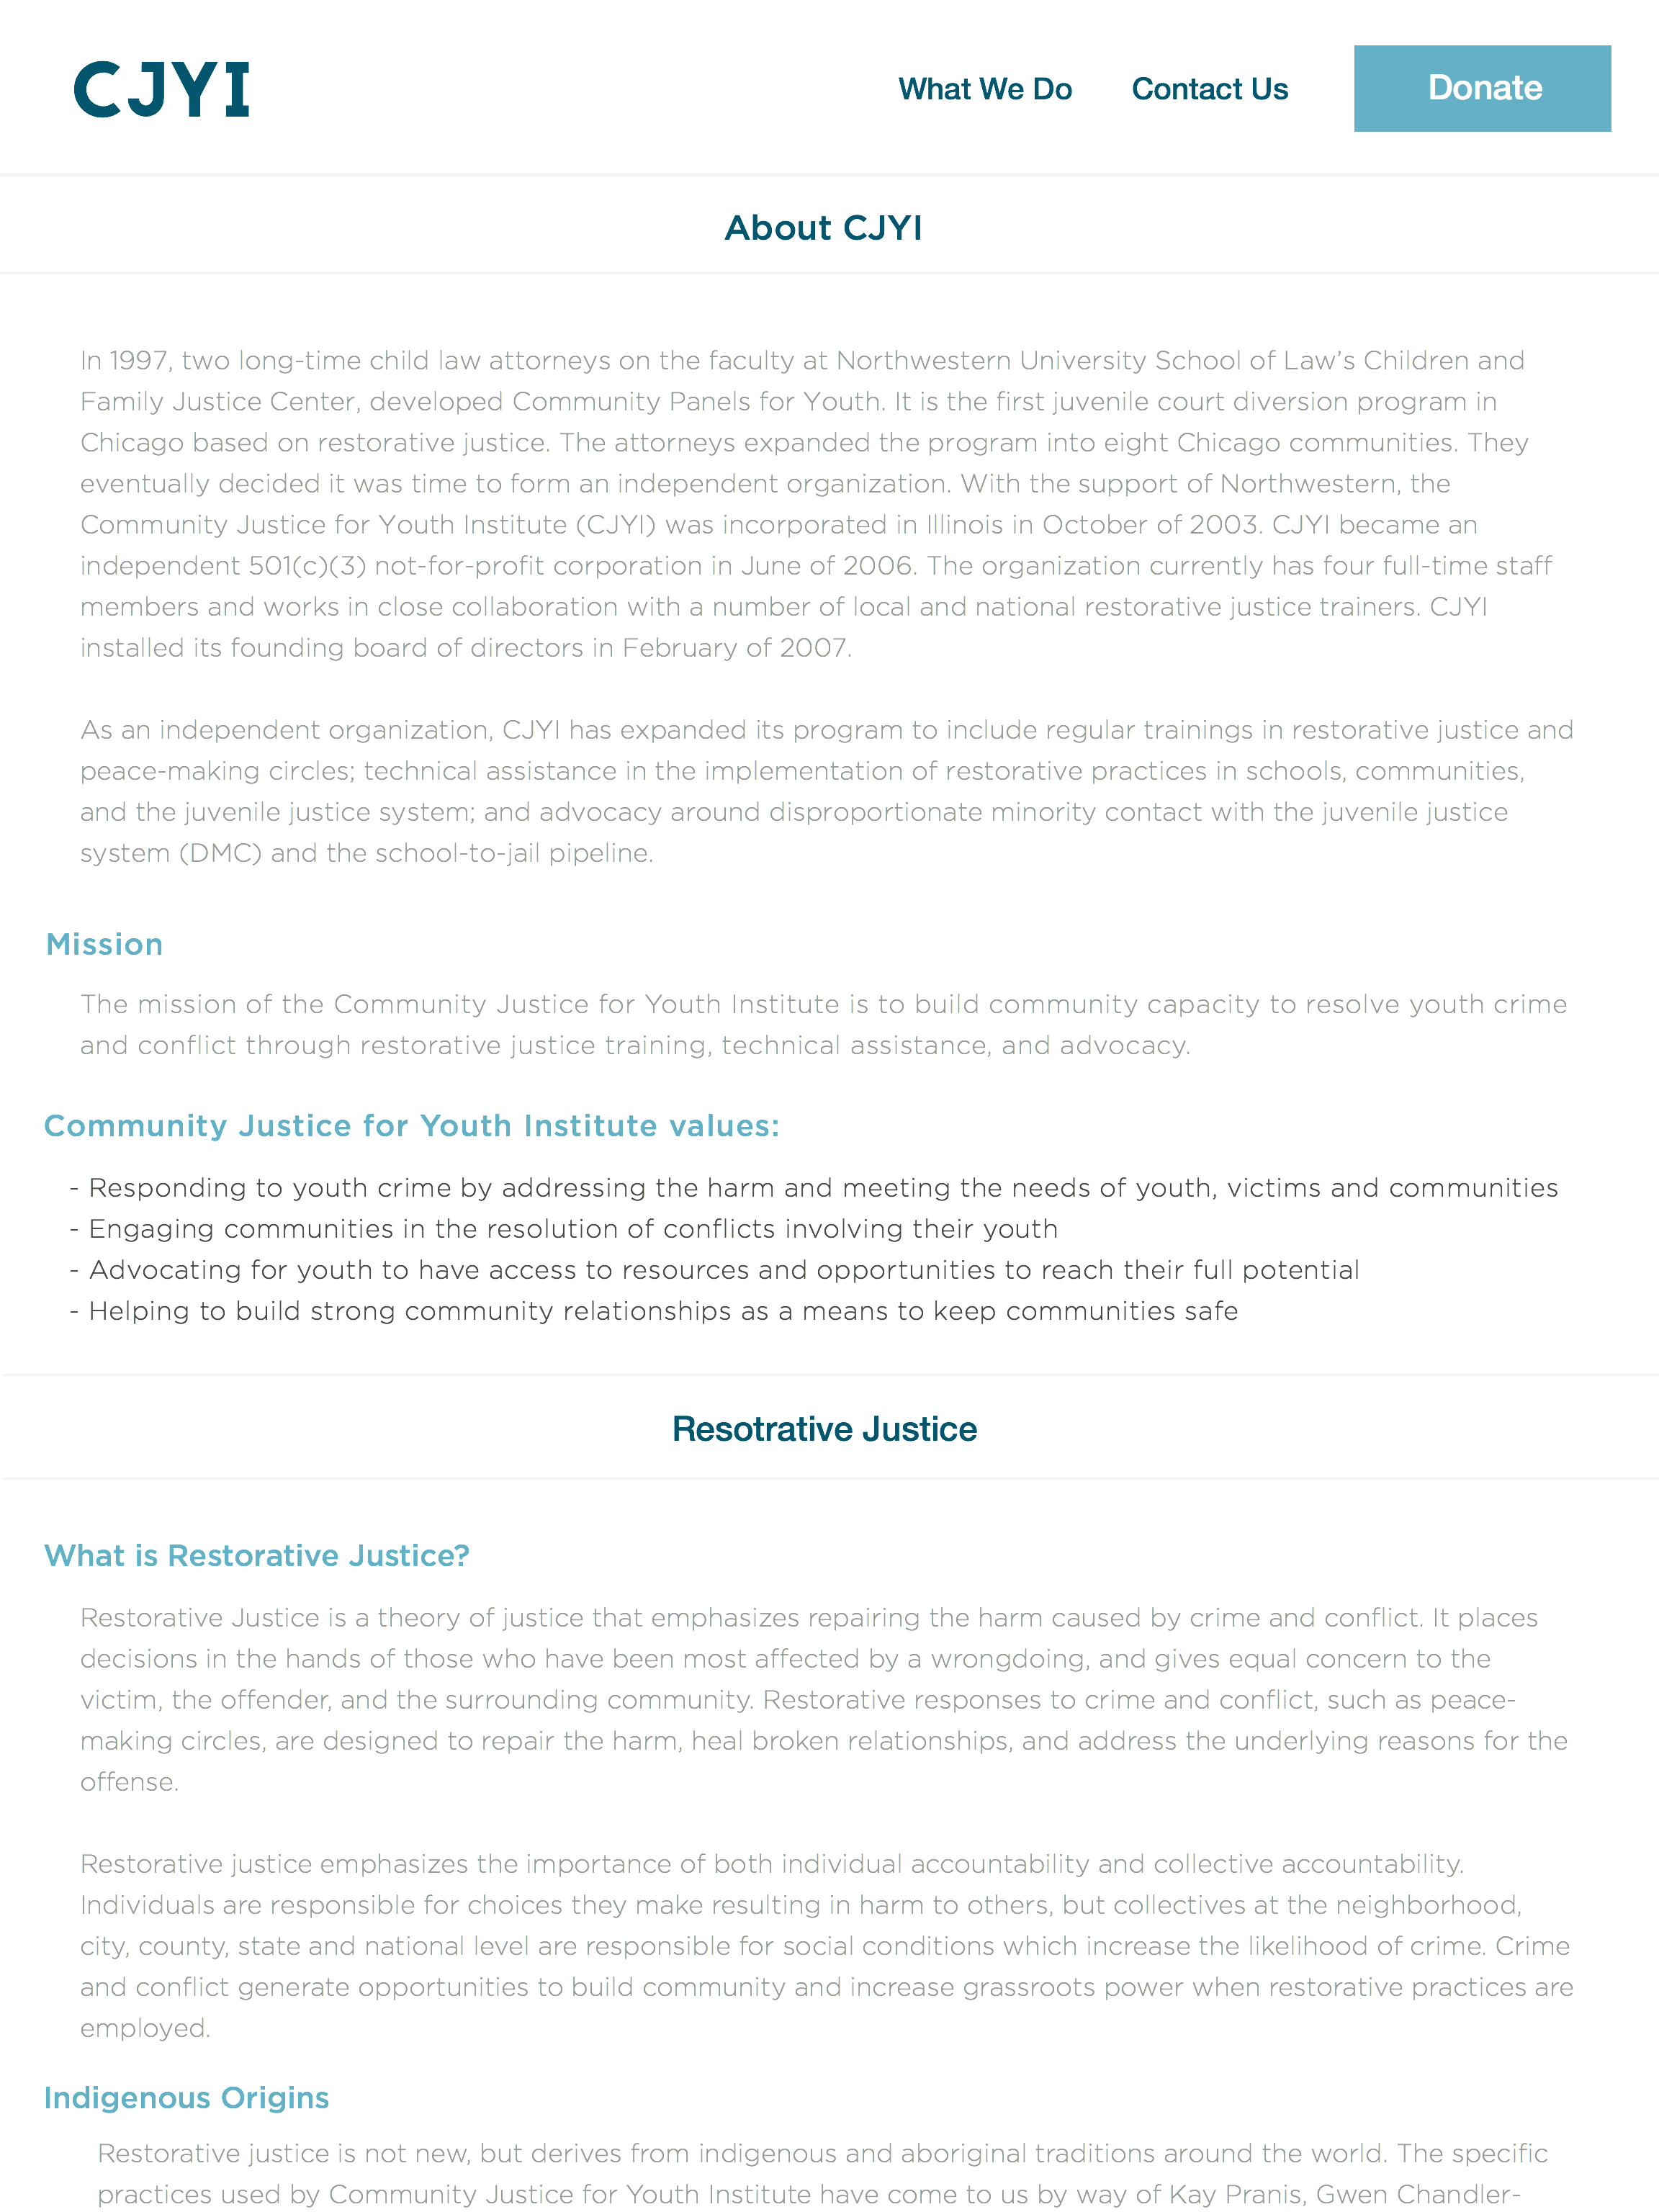 CJYI
What We Do
Contact Us
Donate
About CJYI
In 1997, two long-time child law attorneys on the faculty at Northwestern University School of Law’s Children and
Family Justice Center, developed Community Panels for Youth. It is the first juvenile court diversion program in
Chicago based on restorative justice. The attorneys expanded the program into eight Chicago communities. They
eventually decided it was time to form an independent organization. With the support of Northwestern, the
Community Justice for Youth Institute (CJYI) was incorporated in Illinois in October of 2003. CJYI became an
independent 501(c)(3) not-for-profit corporation in June of 2006. The organization currently has four full-time staff
members and works in close collaboration with a number of local and national restorative justice trainers. CJYI
installed its founding board of directors in February of 2007.
As an independent organization, CJYI has expanded its program to include regular trainings in restorative justice and
peace-making circles; technical assistance in the implementation of restorative practices in schools, communities,
and the juvenile justice system; and advocacy around disproportionate minority contact with the juvenile justice
system (DMC) and the school-to-jail pipeline.
Mission
The mission of the Community Justice for Youth Institute is to build community capacity to resolve youth crime
and conflict through restorative justice training, technical assistance, and advocacy.
Community Justice for Youth Institute values:
- Responding to youth crime by addressing the harm and meeting the needs of youth, victims and communities
- Engaging communities in the resolution of conflicts involving their youth
- Advocating for youth to have access to resources and opportunities to reach their full potential
- Helping to build strong community relationships as a means to keep communities safe
Resotrative Justice
What is Restorative Justice?
Restorative Justice is a theory of justice that emphasizes repairing the harm caused by crime and conflict. It places
decisions in the hands of those who have been most affected by a wrongdoing, and gives equal concern to the
victim, the offender, and the surrounding community. Restorative responses to crime and conflict, such as peace-
making circles, are designed to repair the harm, heal broken relationships, and address the underlying reasons for the
offense.
Restorative justice emphasizes the importance of both individual accountability and collective accountability.
Individuals are responsible for choices they make resulting in harm to others, but collectives at the neighborhood,
city, county, state and national level are responsible for social conditions which increase the likelihood of crime. Crime
and conflict generate opportunities to build community and increase grassroots power when restorative practices are
employed.
Indigenous Origins
Restorative justice is not new, but derives from indigenous and aboriginal traditions around the world. The specific
practices used by Community Justice for Youth Institute have come to us by way of Kay Pranis, Gwen Chandler-